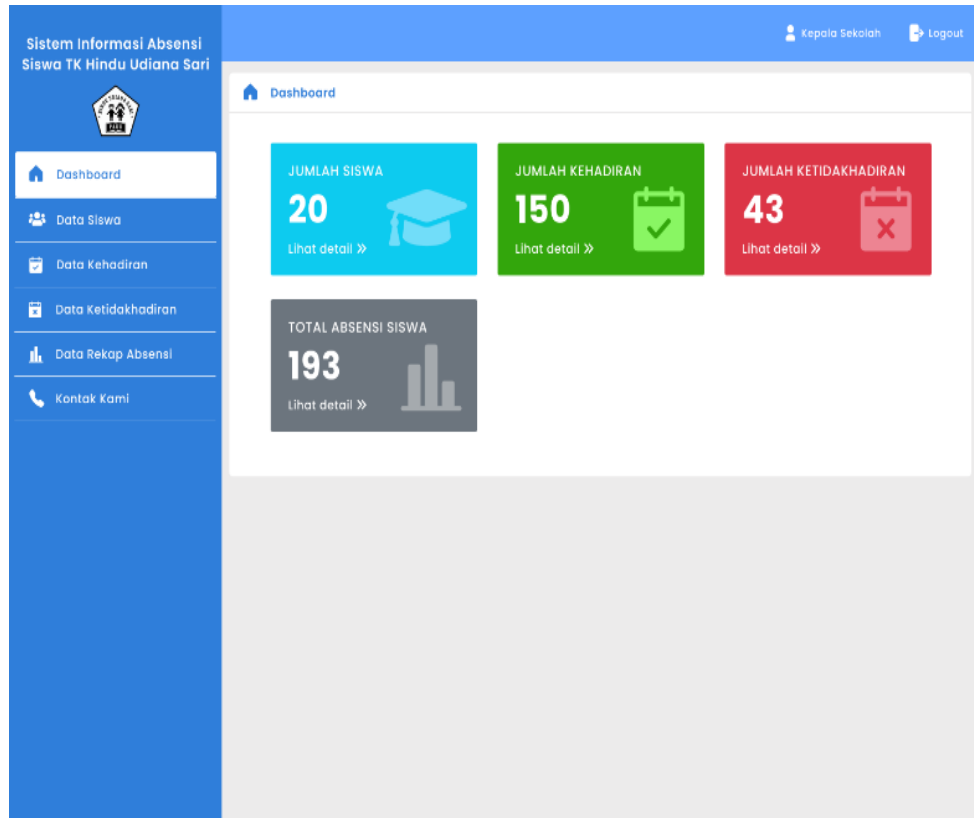 Sistem Informasi Absensi
Siswa TK Hindu Udiana Sari
Kepala Sekolah
Logout
Dashboard
Dashboard
Data Siswa
Data Kehadiran
Data Ketidakhadiran
Data Rekap Absensi
Kontak Kami
JUMLAH SISWA
20
Lihat detail »
JUMLAH KEHADIRAN
150
Lihat detail »
JUMLAH KETIDAKHADIRAN
43
Lihat detail »
TOTAL ABSENSI SISWA
193
Lihat detail »